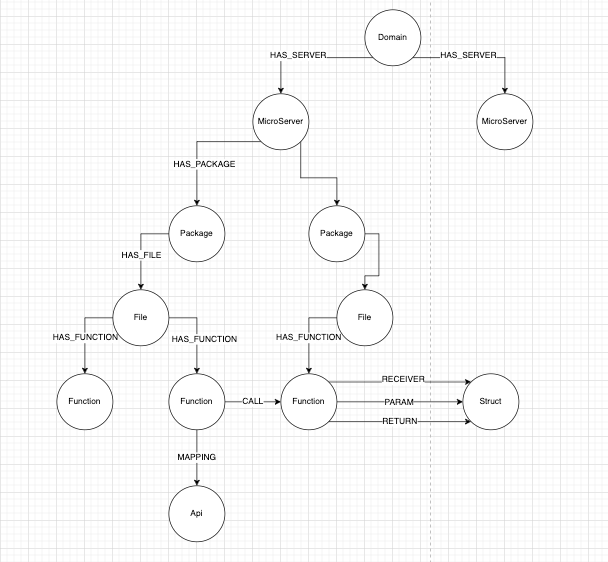 Domain
HAS_SERVER
HAS_SERVER
MicroServer
MicroServer
HAS_PACKAGE
Package
Package
HAS_FILE
File
File
HAS_FUNCTION
HAS_FUNCTION
HAS_FUNCTION
Function
Function
CALL
Function
RECEIVER
PARAM
RETURN
Struct
MAPPING
Api